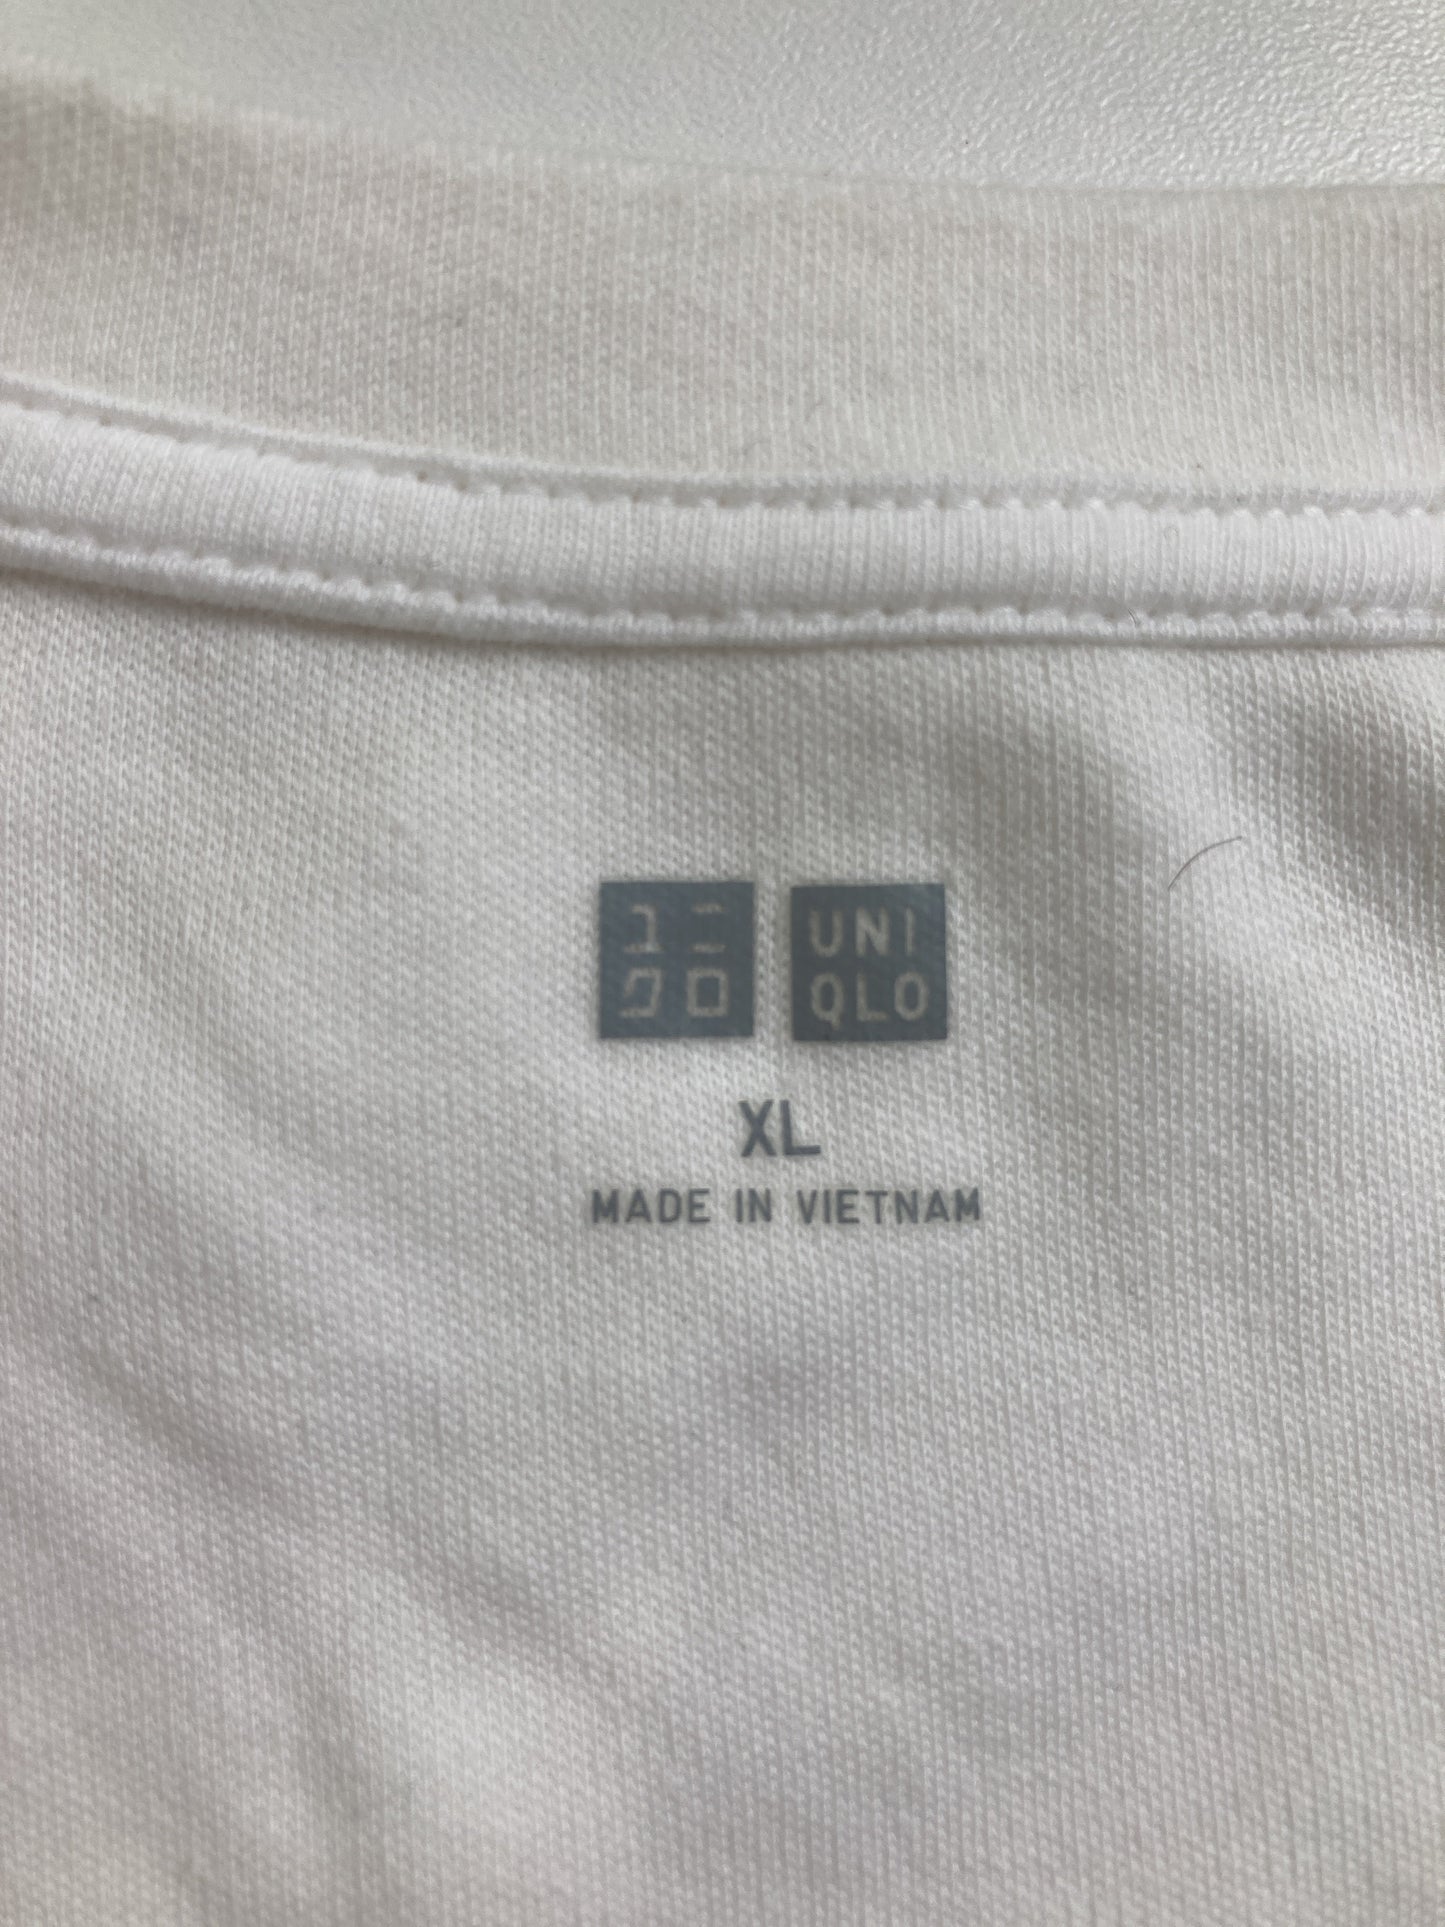 ユニ UNI
クロ QLO
XL
MADE IN VIETNAM